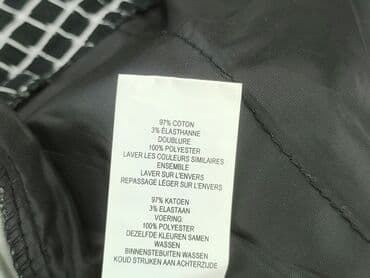 97% COTON
3% ÉLASTHANNE
DOUBLURE
100% POLYESTER
LAVER LES COULEURS SIMILAIRES
ENSEMBLE
LAVER SUR L'ENVERS
REPASSAGE LÉGER SUR L'ENVERS
97% KATOEN
3% ELASTAAN
VOERING:
100% POLYESTER
DEZELFDE KLEUREN SAMEN
WASSEN
BINNENSTEBUITEN WASSEN
KOUD STRIJKEN AAN ACHTERZIJDE